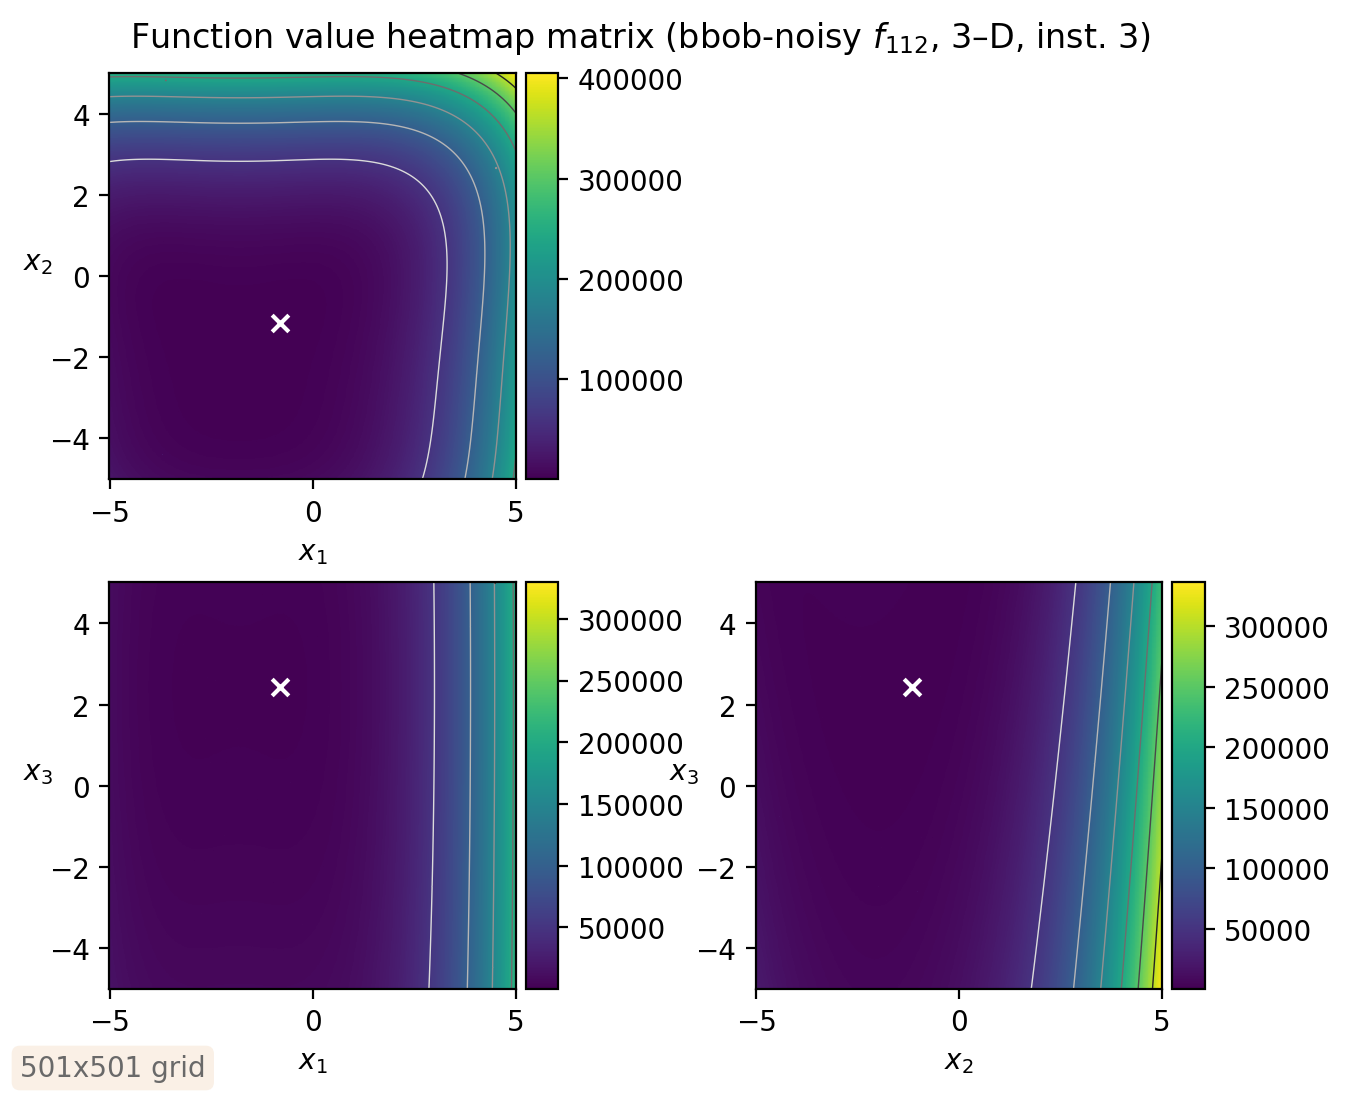 Function value heatmap matrix (bbob-noisy f₁₁₂, 3–D, inst. 3)
4
2
0
−2
−4
x₂
−5 0 5
x₁
400000
300000
200000
100000
4
2
0
−2
−4
x₃
−5 0 5
x₁
300000
250000
200000
150000
100000
50000
4
2
0
−2
−4
x₃
−5 0 5
x₂
300000
250000
200000
150000
100000
50000
501x501 grid